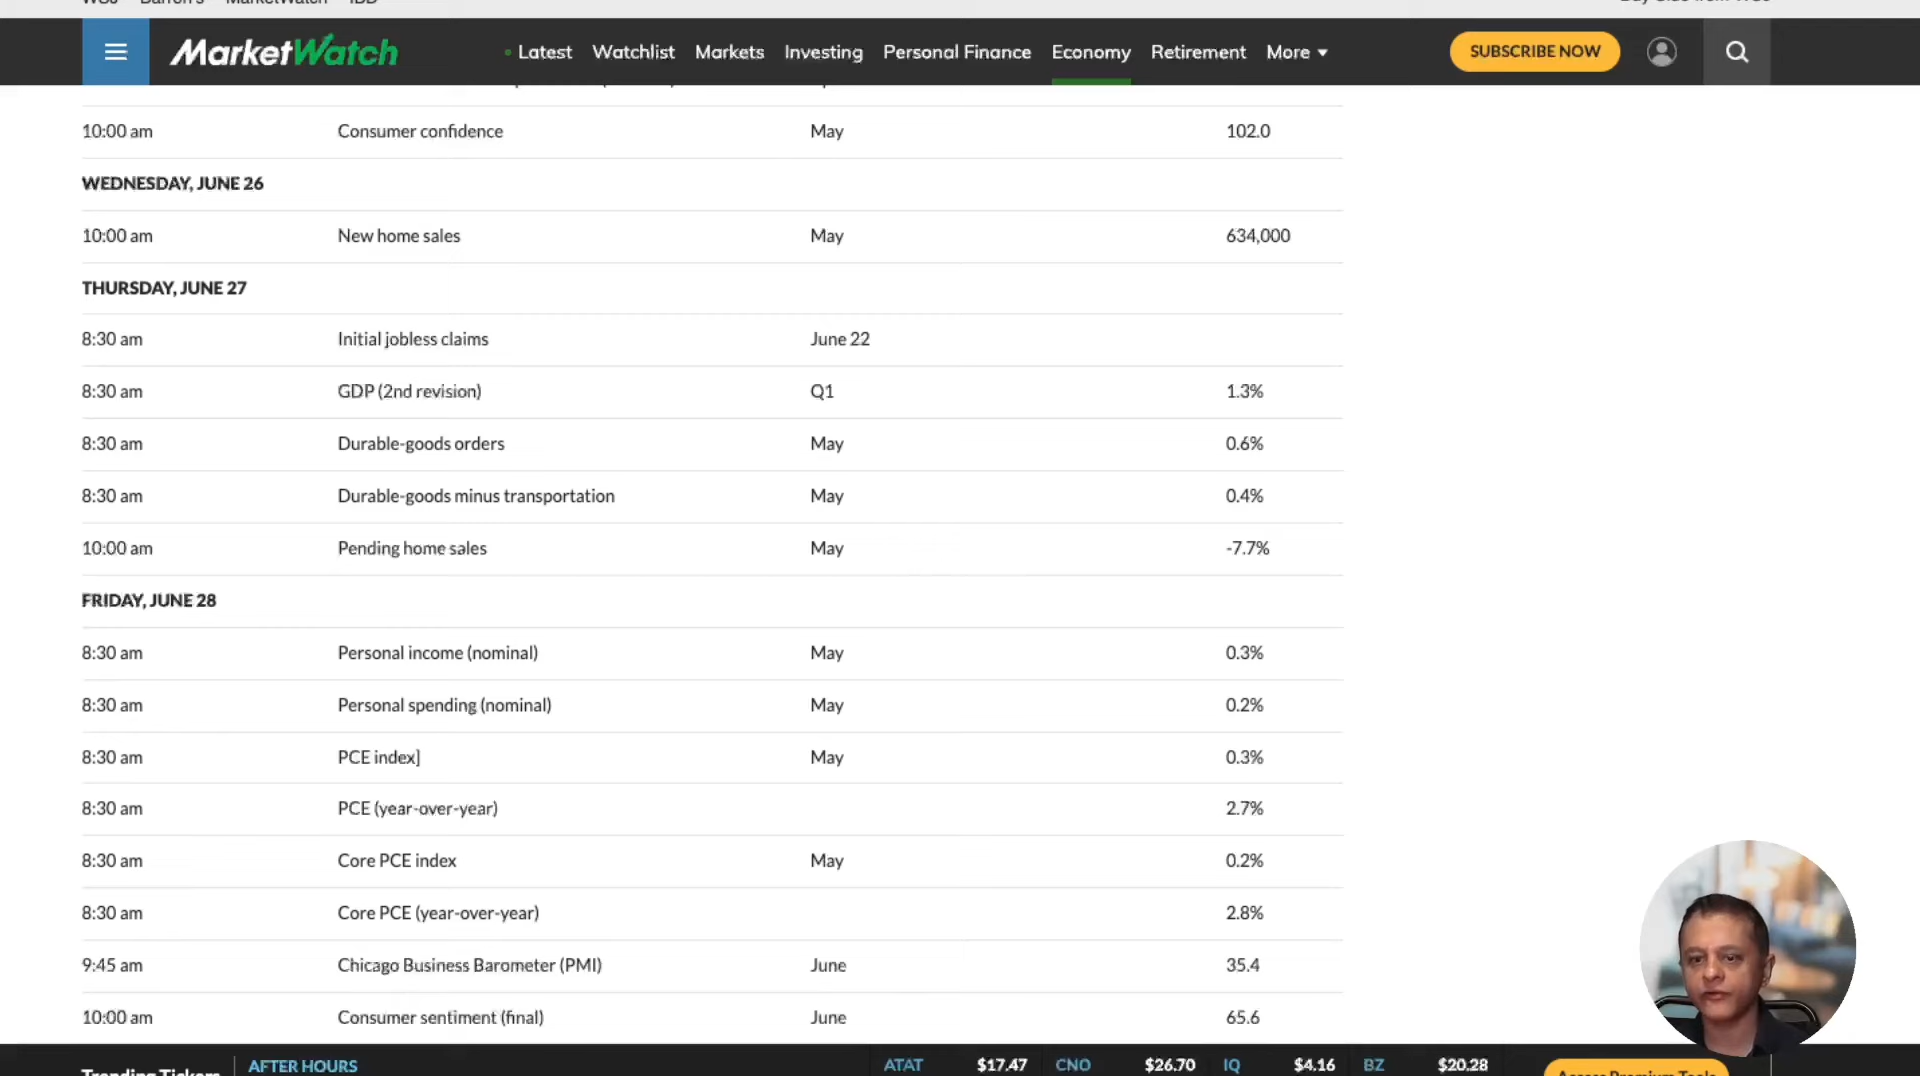 MarketWatch
Latest Watchlist Markets Investing Personal Finance Economy Retirement More
SUBSCRIBE NOW
10:00 am Consumer confidence May 102.0
WEDNESDAY, JUNE 26
10:00 am New home sales May 634,000
THURSDAY, JUNE 27
8:30 am Initial jobless claims June 22
8:30 am GDP (2nd revision) Q1 1.3%
8:30 am Durable-goods orders May 0.6%
8:30 am Durable-goods minus transportation May 0.4%
10:00 am Pending home sales May -7.7%
FRIDAY, JUNE 28
8:30 am Personal income (nominal) May 0.3%
8:30 am Personal spending (nominal) May 0.2%
8:30 am PCE index] May 0.3%
8:30 am PCE (year-over-year) 2.7%
8:30 am Core PCE index May 0.2%
8:30 am Core PCE (year-over-year) 2.8%
9:45 am Chicago Business Barometer (PMI) June 35.4
10:00 am Consumer sentiment (final) June 65.6
Trending Tickers AFTER HOURS ATAT $17.47 CNO $26.70 IQ $4.16 BZ $20.28